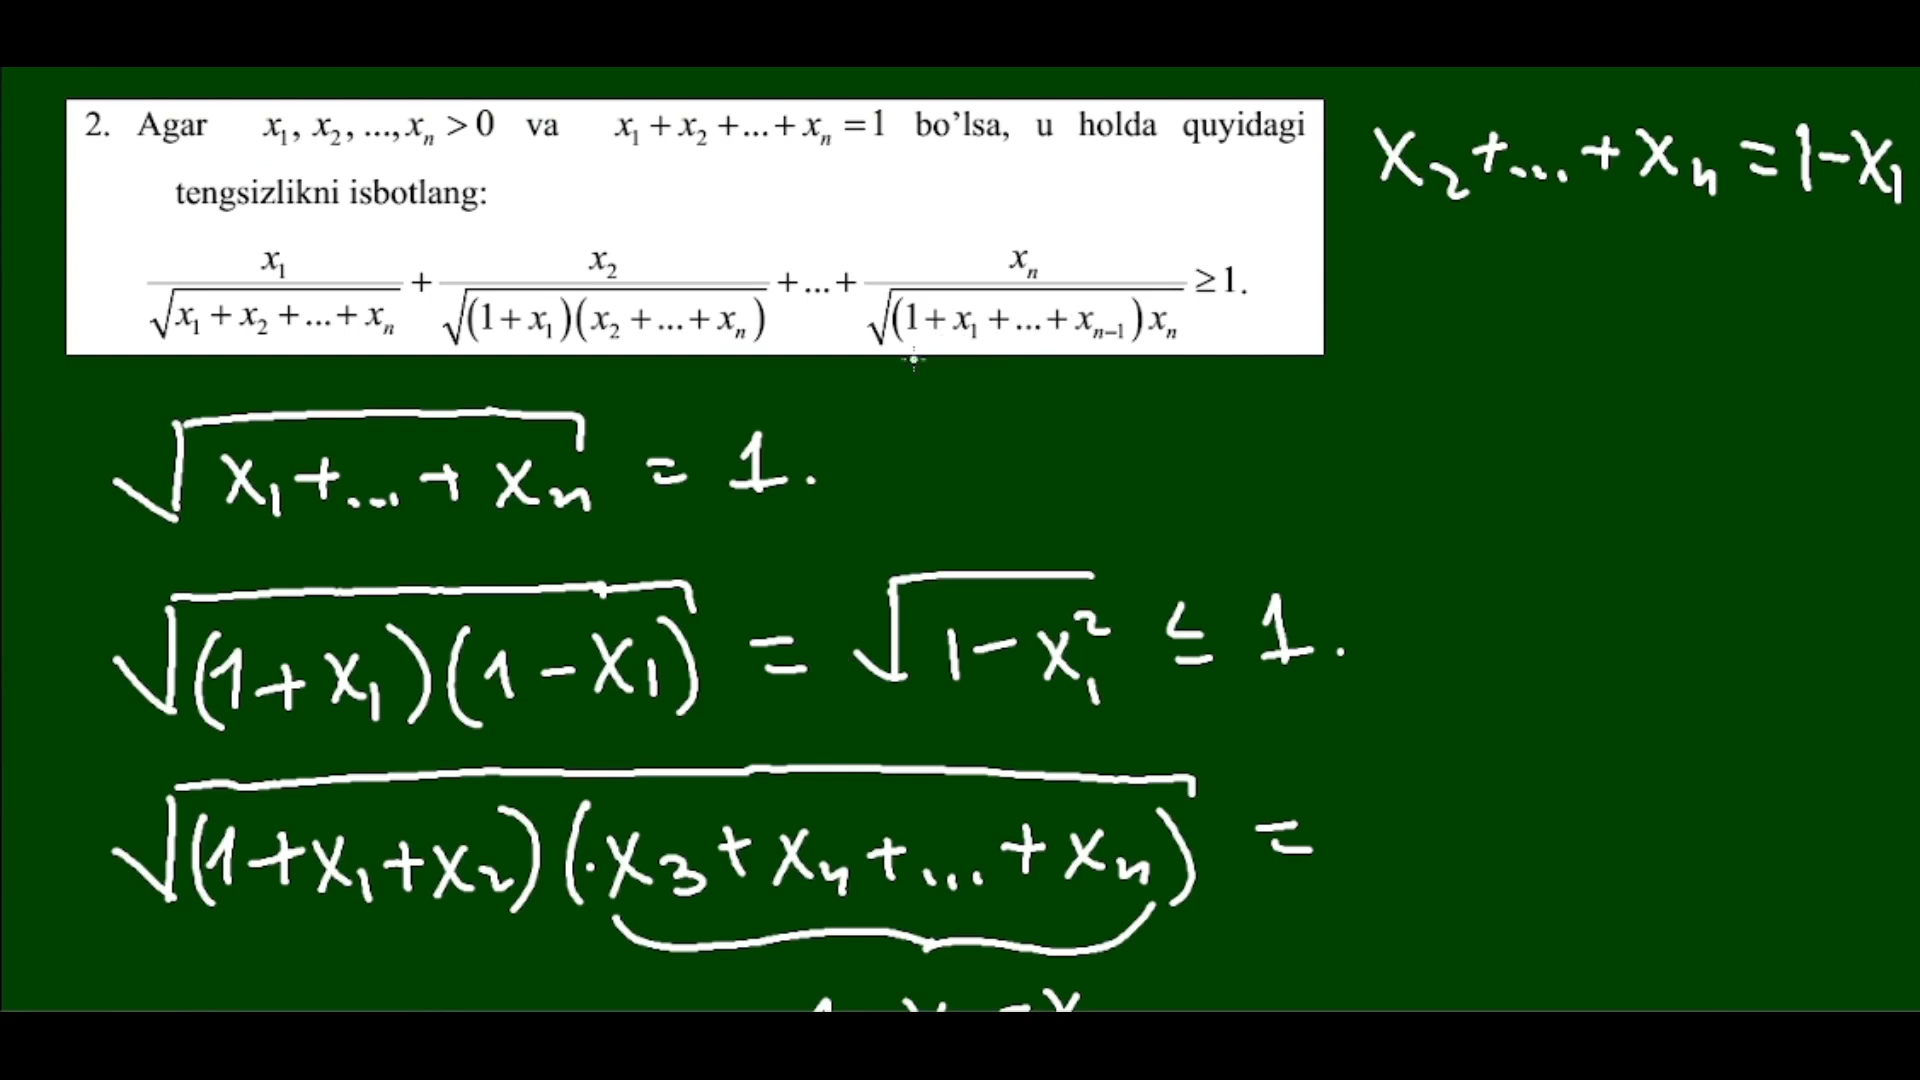 2. Agar x₁, x₂, ..., xₙ > 0 va x₁ + x₂ + ... + xₙ = 1 bo’lsa, u holda quyidagi
tengsizlikni isbotlang:
x₁/√(x₁ + x₂ + ... + xₙ) + x₂/√((1 + x₁)(x₂ + ... + xₙ)) + ... + xₙ/√((1 + x₁ + ... + xₙ₋₁)xₙ) ≥ 1.
x₂ + ... + xₙ = 1 - x₁
√(x₁ + ... + xₙ) = 1.
√((1 + x₁)(1 - x₁)) = √(1 - x₁²) ≤ 1.
√((1 + x₁ + x₂)(x₃ + x₄ + ... + xₙ)) =